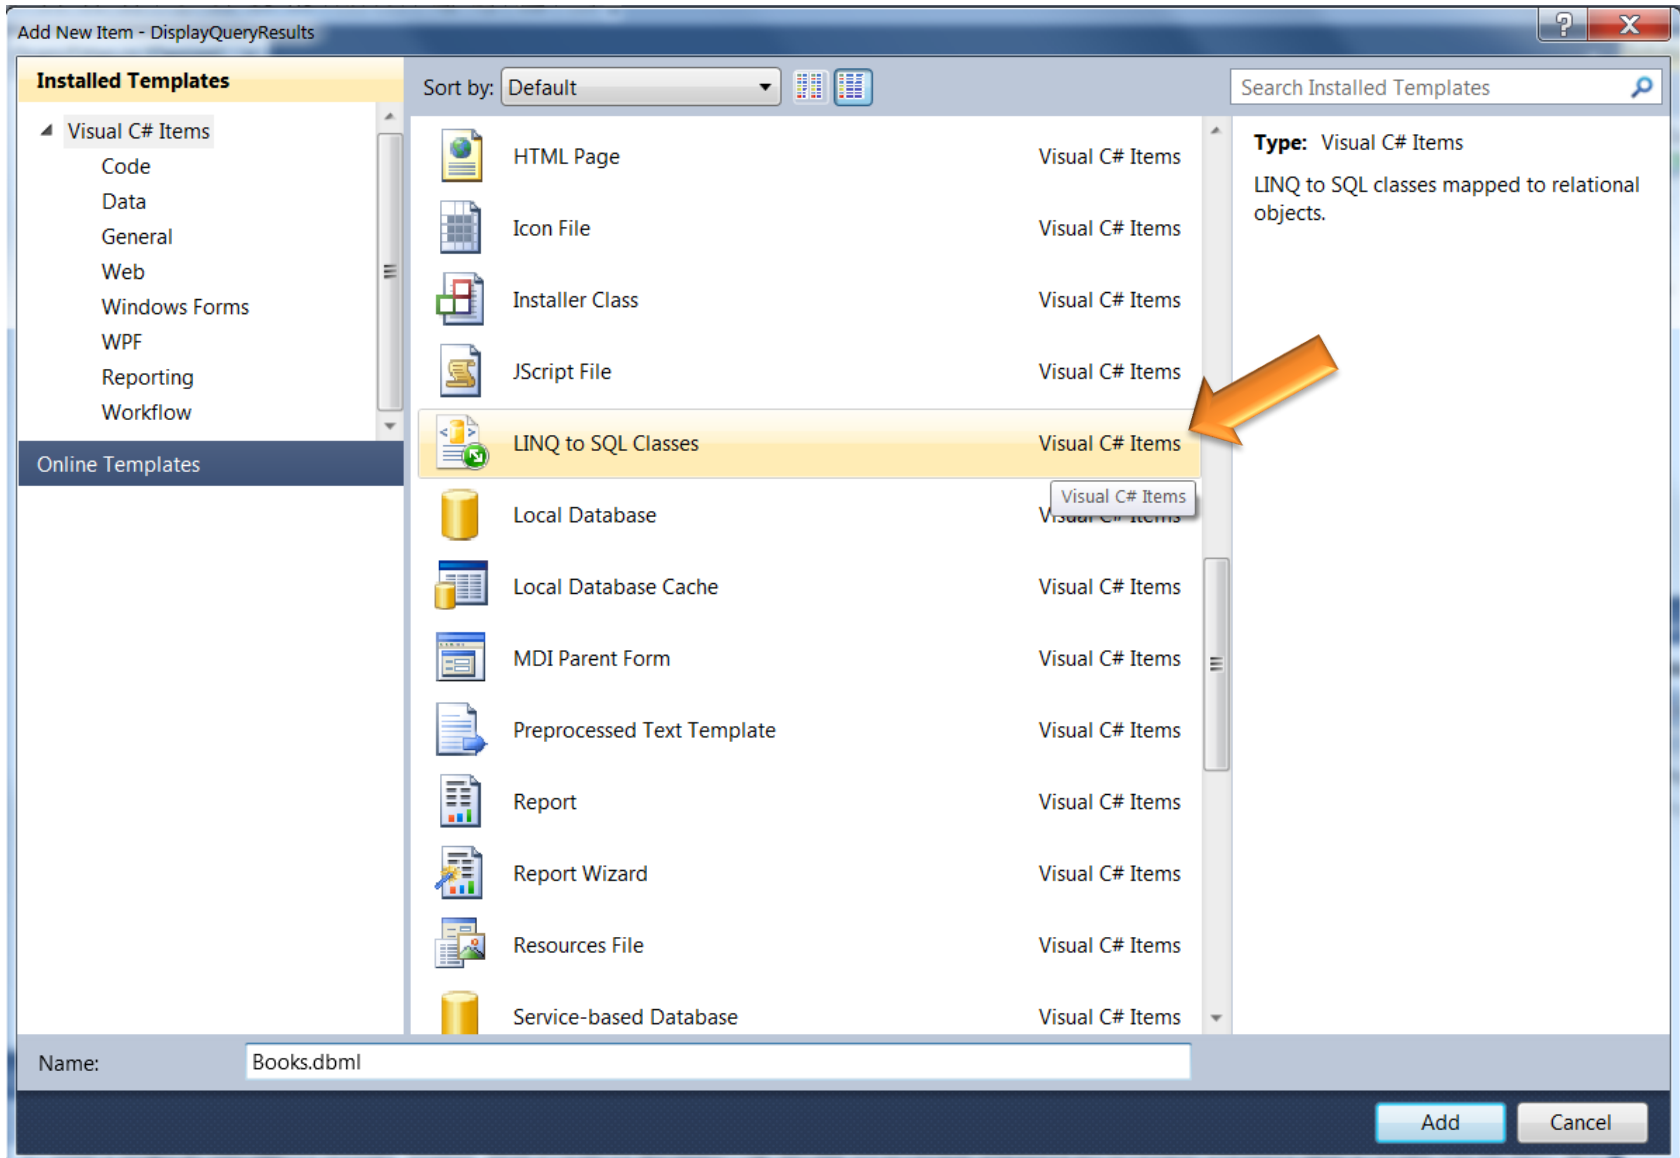 Add New Item - DisplayQueryResults
Installed Templates
Sort by: Default
Search Installed Templates
Visual C# Items
Code
Data
General
Web
Windows Forms
WPF
Reporting
Workflow
Online Templates
HTML Page Visual C# Items
Icon File Visual C# Items
Installer Class Visual C# Items
JScript File Visual C# Items
LINQ to SQL Classes Visual C# Items
Visual C# Items
Local Database Visual C# Items
Local Database Cache Visual C# Items
MDI Parent Form Visual C# Items
Preprocessed Text Template Visual C# Items
Report Visual C# Items
Report Wizard Visual C# Items
Resources File Visual C# Items
Service-based Database Visual C# Items
Type: Visual C# Items
LINQ to SQL classes mapped to relational
objects.
Name: Books.dbml
Add Cancel